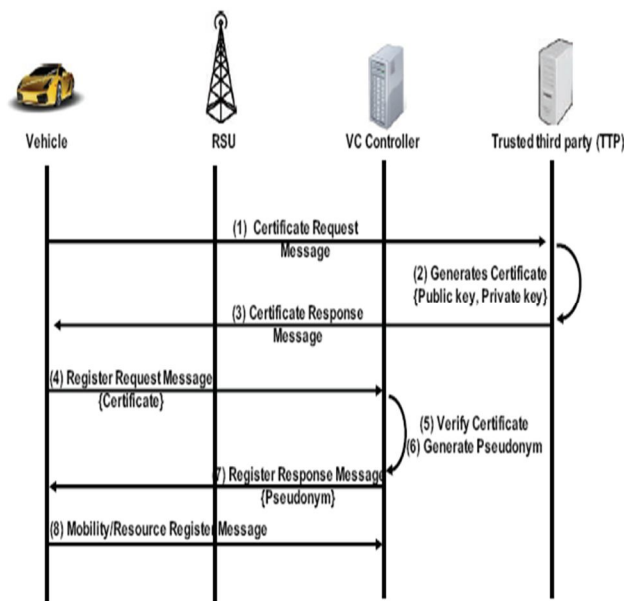 Vehicle
RSU
VC Controller
Trusted third party (TTP)
(1) Certificate Request
Message
(2) Generates Certificate
{Public key, Private key}
(3) Certificate Response
Message
(4) Register Request Message
{Certificate}
(5) Verify Certificate
(6) Generate Pseudonym
(7) Register Response Message
{Pseudonym}
(8) Mobility/Resource Register Message